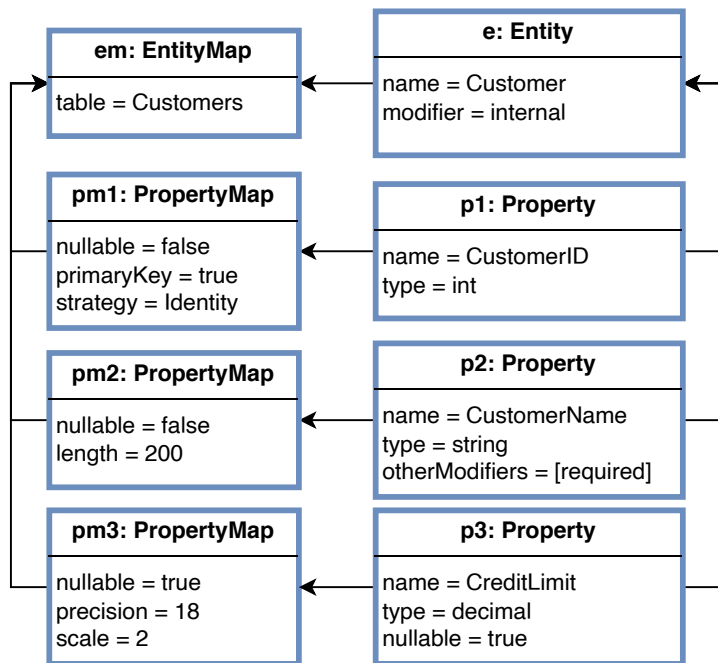 em: EntityMap
table = Customers
e: Entity
name = Customer
modifier = internal
pm1: PropertyMap
nullable = false
primaryKey = true
strategy = Identity
p1: Property
name = CustomerID
type = int
pm2: PropertyMap
nullable = false
length = 200
p2: Property
name = CustomerName
type = string
otherModifiers = [required]
pm3: PropertyMap
nullable = true
precision = 18
scale = 2
p3: Property
name = CreditLimit
type = decimal
nullable = true